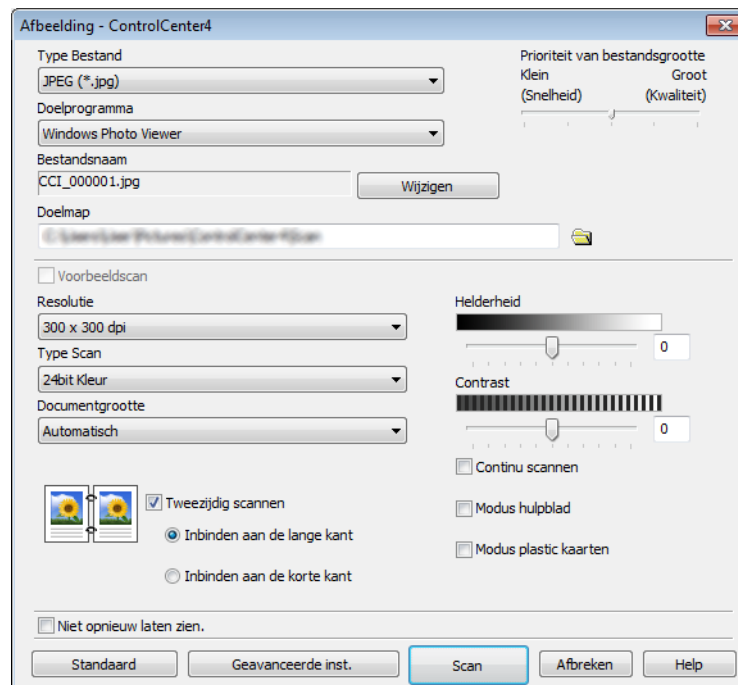 Afbeelding - ControlCenter4
Type Bestand
JPEG (*.jpg)
Doelprogramma
Windows Photo Viewer
Bestandsnaam
CCI_000001.jpg
Wijzigen
Doelmap
Prioriteit van bestandsgrootte
Klein Groot
(Snelheid) (Kwaliteit)
Voorbeeldscan
Resolutie
300 x 300 dpi
Type Scan
24bit Kleur
Documentgrootte
Automatisch
Helderheid
0
Contrast
0
Tweezijdig scannen
Inbinden aan de lange kant
Inbinden aan de korte kant
Continu scannen
Modus hulpblad
Modus plastic kaarten
Niet opnieuw laten zien.
Standaard Geavanceerde inst. Scan Afbreken Help